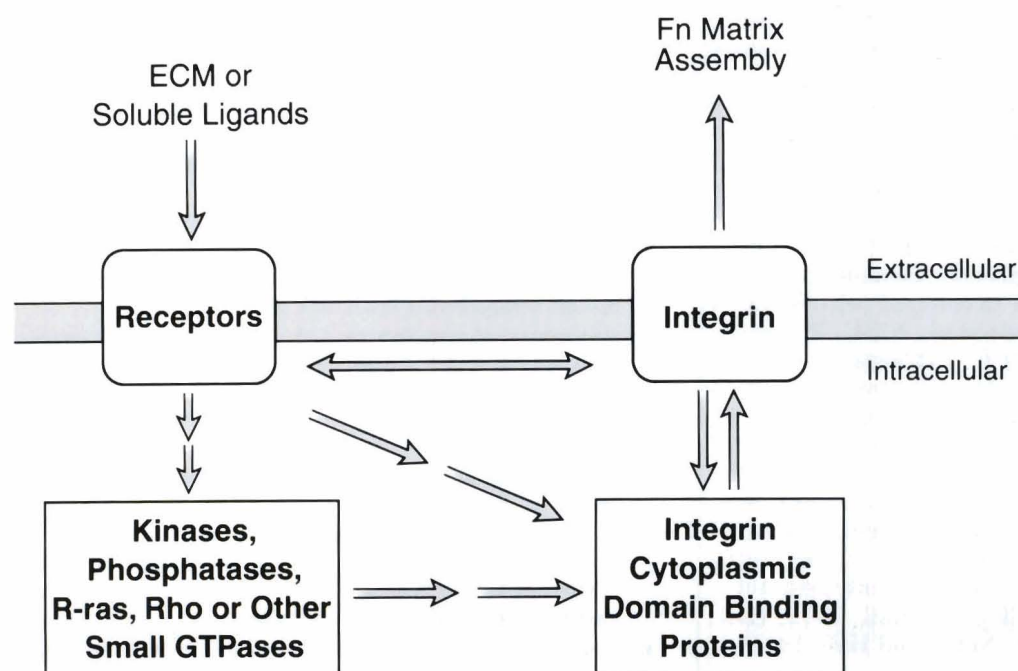 Fn Matrix
Assembly
ECM or
Soluble Ligands
Extracellular
Receptors
Integrin
Intracellular
Kinases,
Phosphatases,
R-ras, Rho or Other
Small GTPases
Integrin
Cytoplasmic
Domain Binding
Proteins